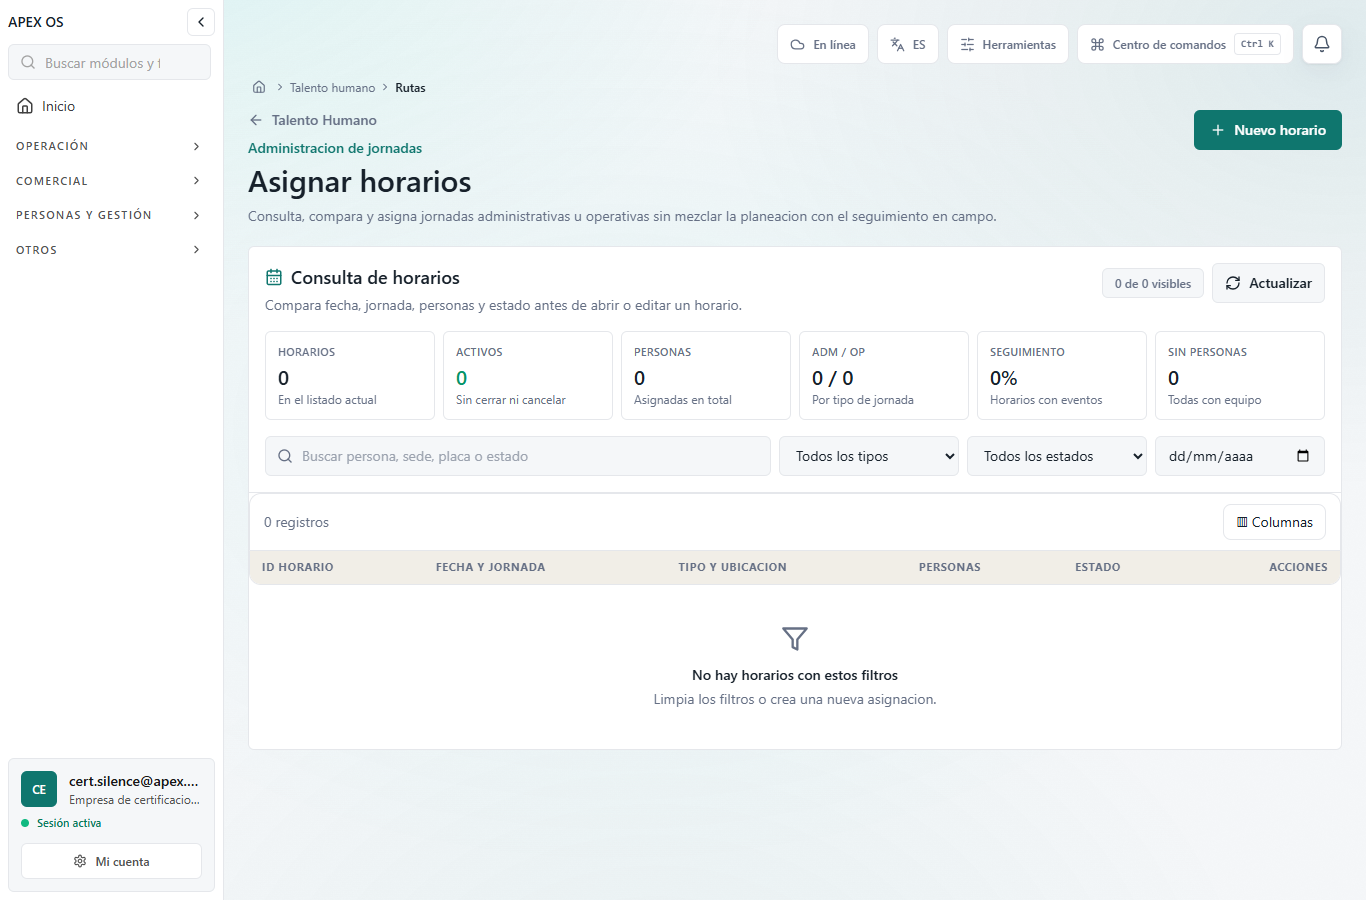 APEX OS
Buscar módulos y f
Inicio
OPERACIÓN
COMERCIAL
PERSONAS Y GESTIÓN
OTROS
CE
cert.silence@apex....
Empresa de certificacio...
Sesión activa
Mi cuenta
En línea
ES
Herramientas
Centro de comandos
Ctrl K
Talento humano
Rutas
Talento Humano
Administracion de jornadas
Asignar horarios
Consulta, compara y asigna jornadas administrativas u operativas sin mezclar la planeacion con el seguimiento en campo.
Nuevo horario
Consulta de horarios
Compara fecha, jornada, personas y estado antes de abrir o editar un horario.
0 de 0 visibles
Actualizar
HORARIOS
0
En el listado actual
ACTIVOS
0
Sin cerrar ni cancelar
PERSONAS
0
Asignadas en total
ADM / OP
0 / 0
Por tipo de jornada
SEGUIMIENTO
0%
Horarios con eventos
SIN PERSONAS
0
Todas con equipo
Buscar persona, sede, placa o estado
Todos los tipos
Todos los estados
dd/mm/aaaa
0 registros
Columnas
ID HORARIO
FECHA Y JORNADA
TIPO Y UBICACION
PERSONAS
ESTADO
ACCIONES
No hay horarios con estos filtros
Limpia los filtros o crea una nueva asignacion.